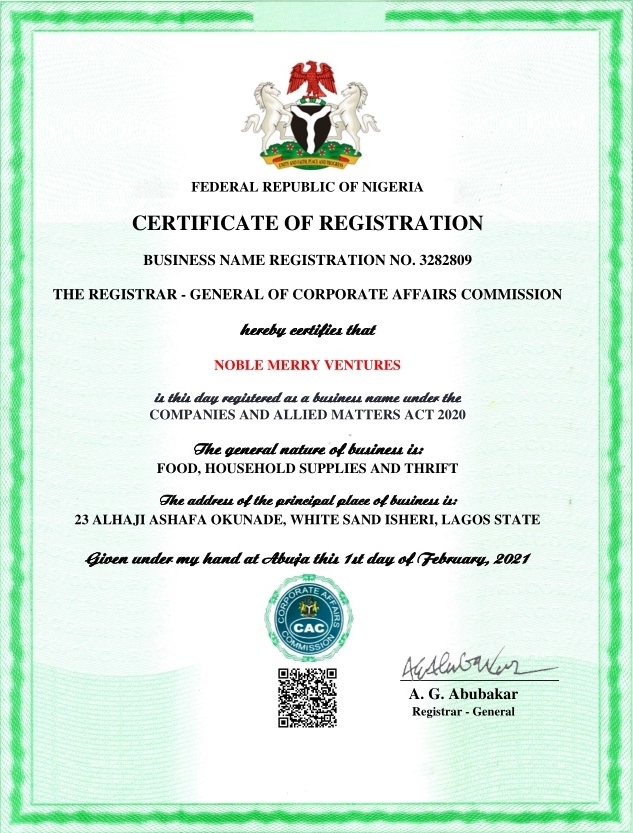 UNITY AND FAITH, PEACE AND PROGRESS
FEDERAL REPUBLIC OF NIGERIA
CERTIFICATE OF REGISTRATION
BUSINESS NAME REGISTRATION NO. 3282809
THE REGISTRAR - GENERAL OF CORPORATE AFFAIRS COMMISSION
hereby certifies that
NOBLE MERRY VENTURES
is this day registered as a business name under the
COMPANIES AND ALLIED MATTERS ACT 2020
The general nature of business is:
FOOD, HOUSEHOLD SUPPLIES AND THRIFT
The address of the principal place of business is:
23 ALHAJI ASHAFA OKUNADE, WHITE SAND ISHERI, LAGOS STATE
Given under my hand at Abuja this 1st day of February, 2021
CORPORATE AFFAIRS
CAC
COMMISSION
A. G. Abubakar
Registrar - General